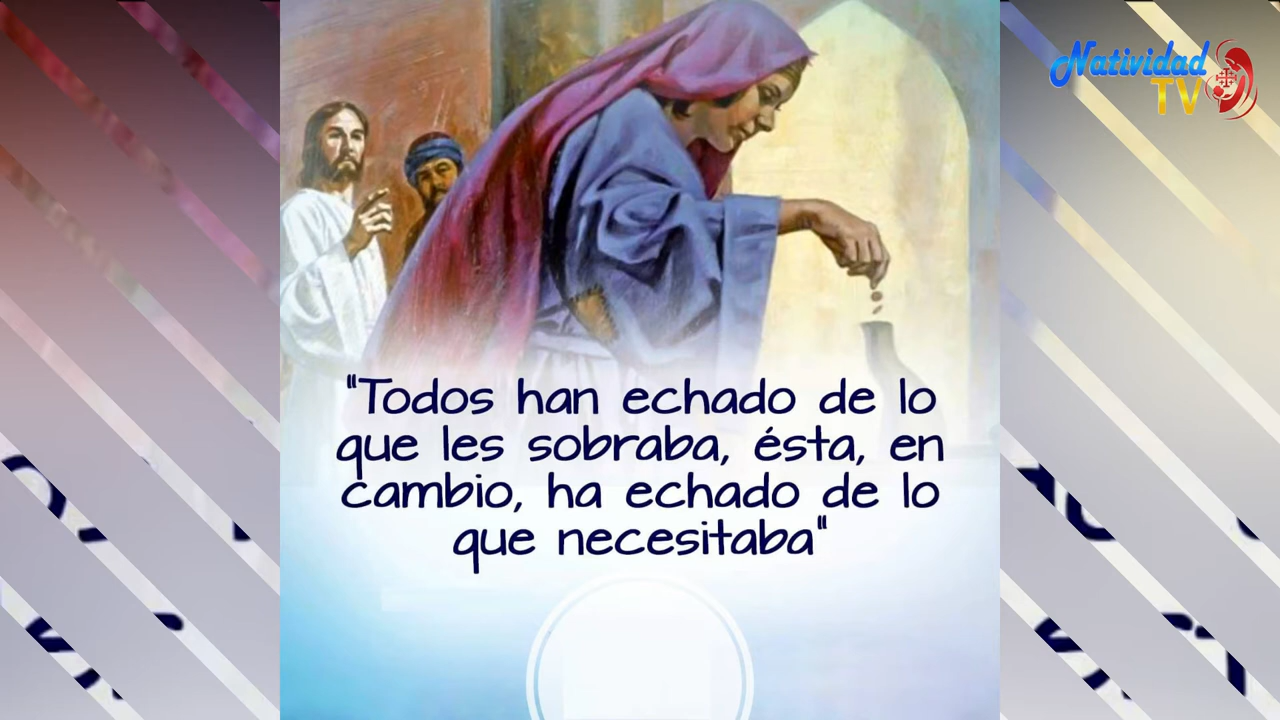 Natividad
TV
"Todos han echado de lo
que les sobraba, ésta, en
cambio, ha echado de lo
que necesitaba"